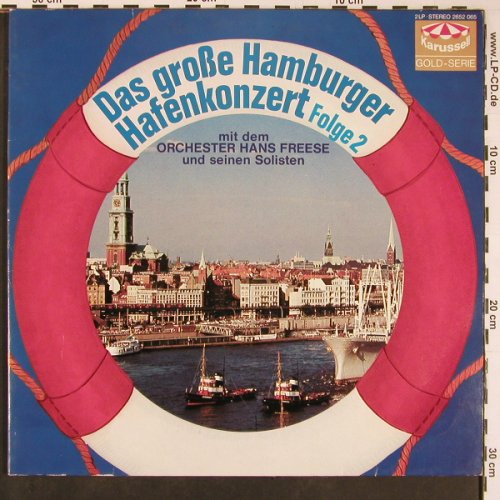 30 cm
20 cm
10 cm
2LP · STEREO 2652 065
Karussell
GOLD-SERIE
Das große Hamburger
Hafenkonzert Folge 2
mit dem
ORCHESTER HANS FREESE
und seinen Solisten
www.LP-CD.de
10 cm
20 cm
30 cm